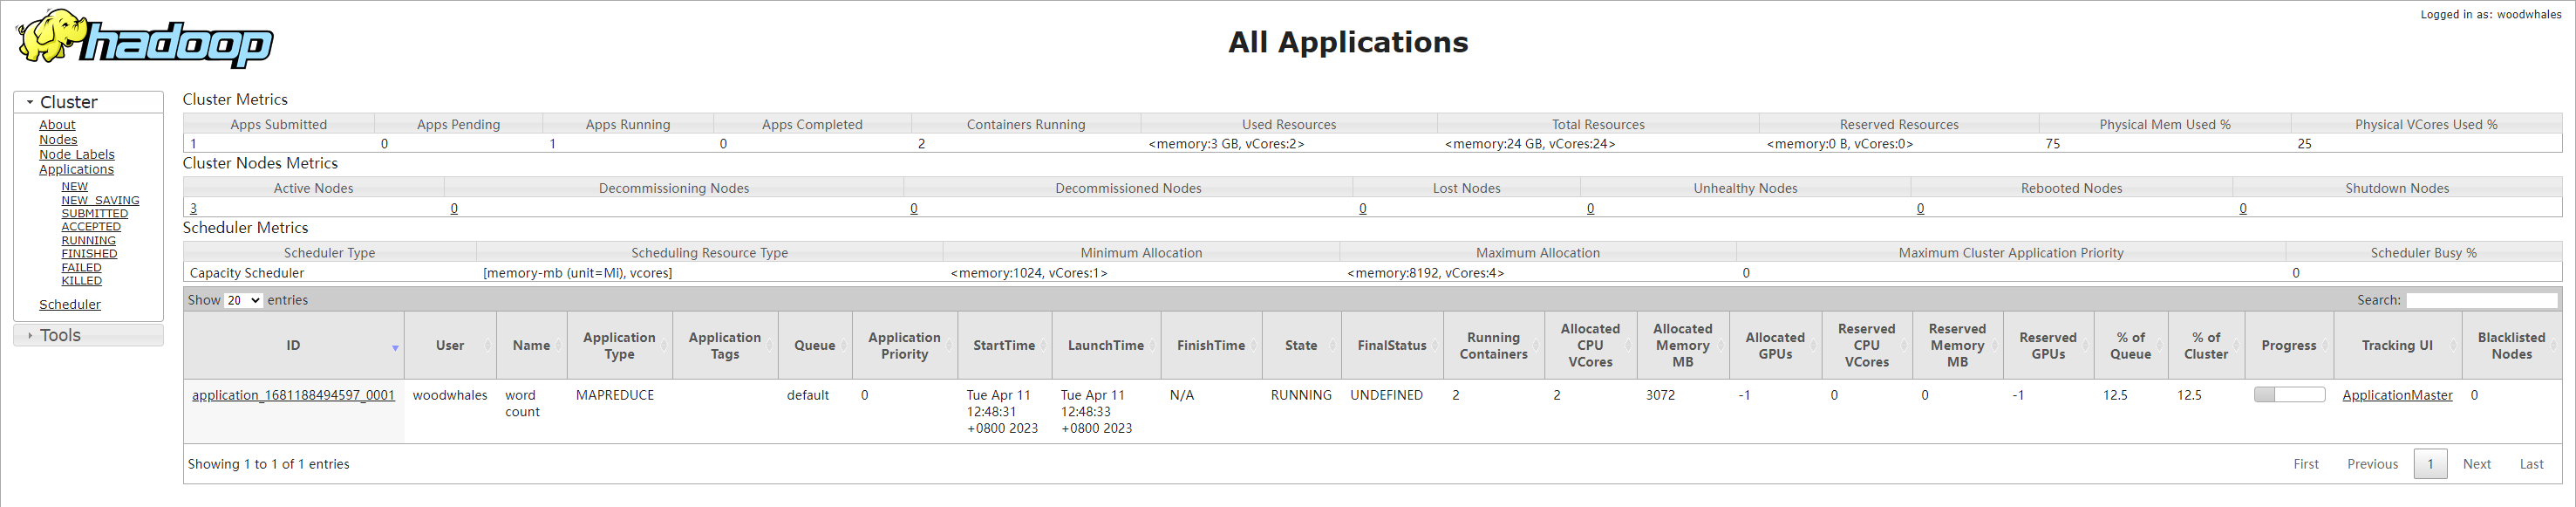 Logged in as: woodwhales
hadoop
All Applications
Cluster
About
Nodes
Node Labels
Applications
NEW
NEW_SAVING
SUBMITTED
ACCEPTED
RUNNING
FINISHED
FAILED
KILLED
Scheduler
Tools
Cluster Metrics
Apps Submitted Apps Pending Apps Running Apps Completed Containers Running Used Resources Total Resources Reserved Resources Physical Mem Used % Physical VCores Used %
1 0 1 0 2 <memory:3 GB, vCores:2> <memory:24 GB, vCores:24> <memory:0 B, vCores:0> 75 25
Cluster Nodes Metrics
Active Nodes Decommissioning Nodes Decommissioned Nodes Lost Nodes Unhealthy Nodes Rebooted Nodes Shutdown Nodes
3 0 0 0 0 0 0
Scheduler Metrics
Scheduler Type Scheduling Resource Type Minimum Allocation Maximum Allocation Maximum Cluster Application Priority Scheduler Busy %
Capacity Scheduler [memory-mb (unit=Mi), vcores] <memory:1024, vCores:1> <memory:8192, vCores:4> 0 0
Show 20 entries Search:
ID User Name Application Type Application Tags Queue Application Priority StartTime LaunchTime FinishTime State FinalStatus Running Containers Allocated CPU VCores Allocated Memory MB Allocated GPUs Reserved CPU VCores Reserved Memory MB Reserved GPUs % of Queue % of Cluster Progress Tracking UI Blacklisted Nodes
application_1681188494597_0001 woodwhales word count MAPREDUCE default 0 Tue Apr 11 12:48:31 +0800 2023 Tue Apr 11 12:48:33 +0800 2023 N/A RUNNING UNDEFINED 2 2 3072 -1 0 0 -1 12.5 12.5 ApplicationMaster 0
Showing 1 to 1 of 1 entries First Previous 1 Next Last